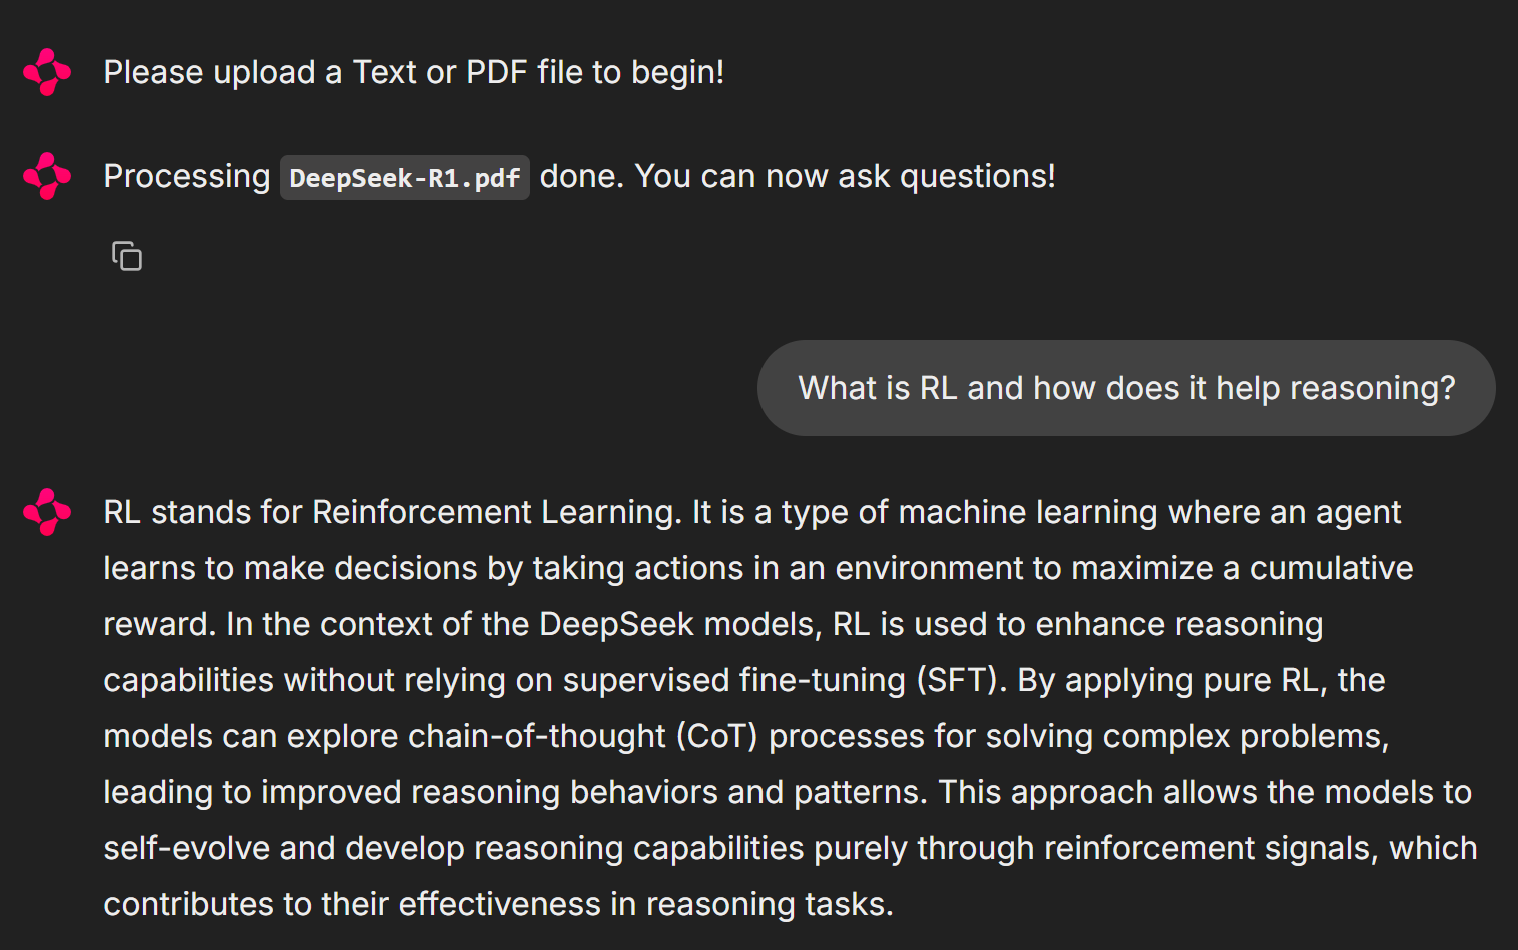 Please upload a Text or PDF file to begin!
Processing DeepSeek-R1.pdf done. You can now ask questions!
What is RL and how does it help reasoning?
RL stands for Reinforcement Learning. It is a type of machine learning where an agent
learns to make decisions by taking actions in an environment to maximize a cumulative
reward. In the context of the DeepSeek models, RL is used to enhance reasoning
capabilities without relying on supervised fine-tuning (SFT). By applying pure RL, the
models can explore chain-of-thought (CoT) processes for solving complex problems,
leading to improved reasoning behaviors and patterns. This approach allows the models to
self-evolve and develop reasoning capabilities purely through reinforcement signals, which
contributes to their effectiveness in reasoning tasks.